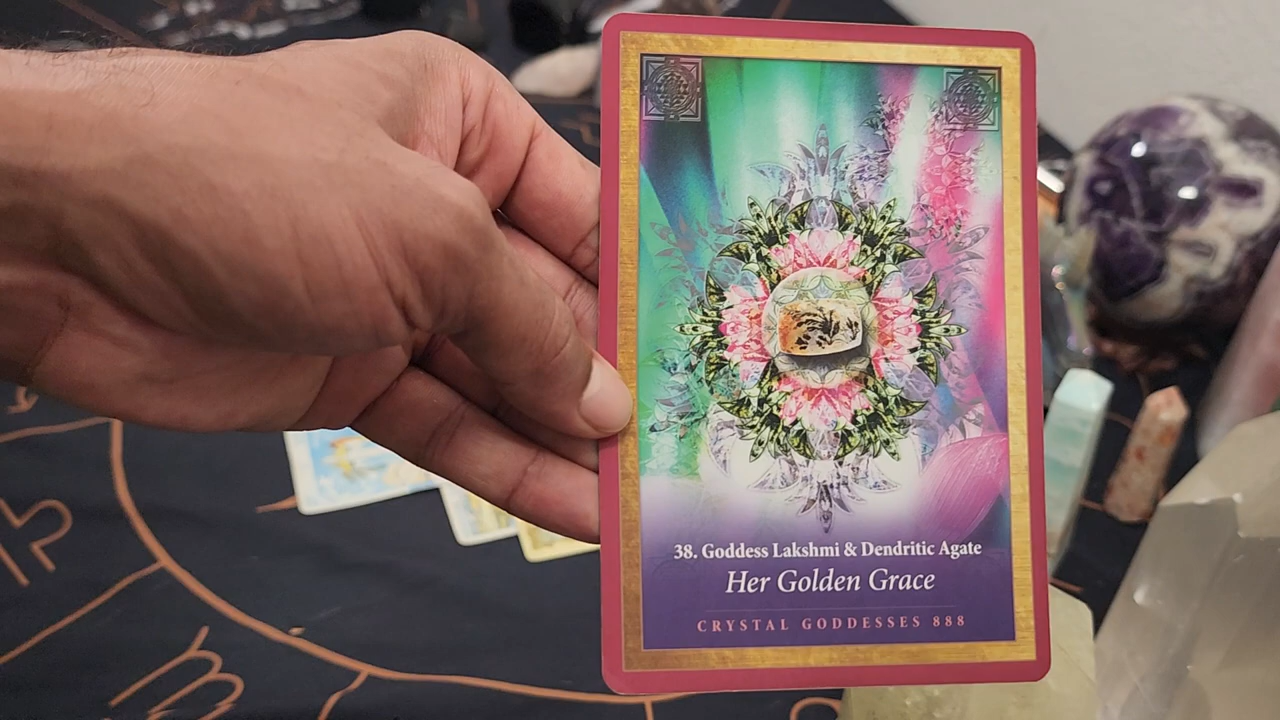 38. Goddess Lakshmi & Dendritic Agate
Her Golden Grace
CRYSTAL GODDESSES 888